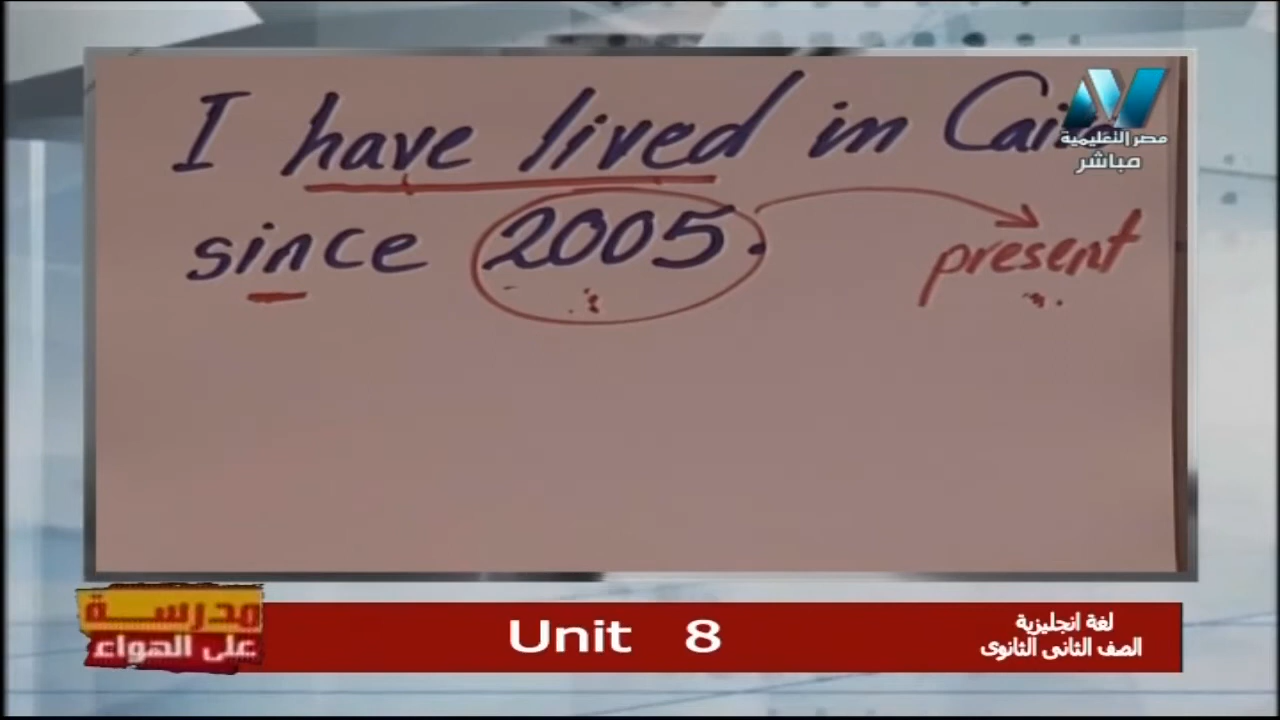 I have lived in Cairo
since 2005.
present
مصر التعليمية
مباشر
مدرسة
على الهواء
Unit 8
لغة انجليزية
الصف الثانى الثانوى